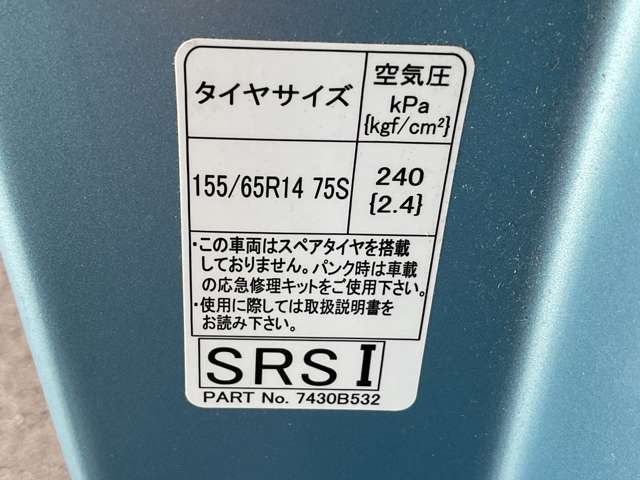 タイヤサイズ
空気圧
kPa
{kgf/cm²}
155/65R14 75S
240
{2.4}
・この車両はスペアタイヤを搭載
しておりません。パンク時は車載
の応急修理キットをご使用下さい。
・使用に際しては取扱説明書を
お読み下さい。
SRS I
PART No. 7430B532